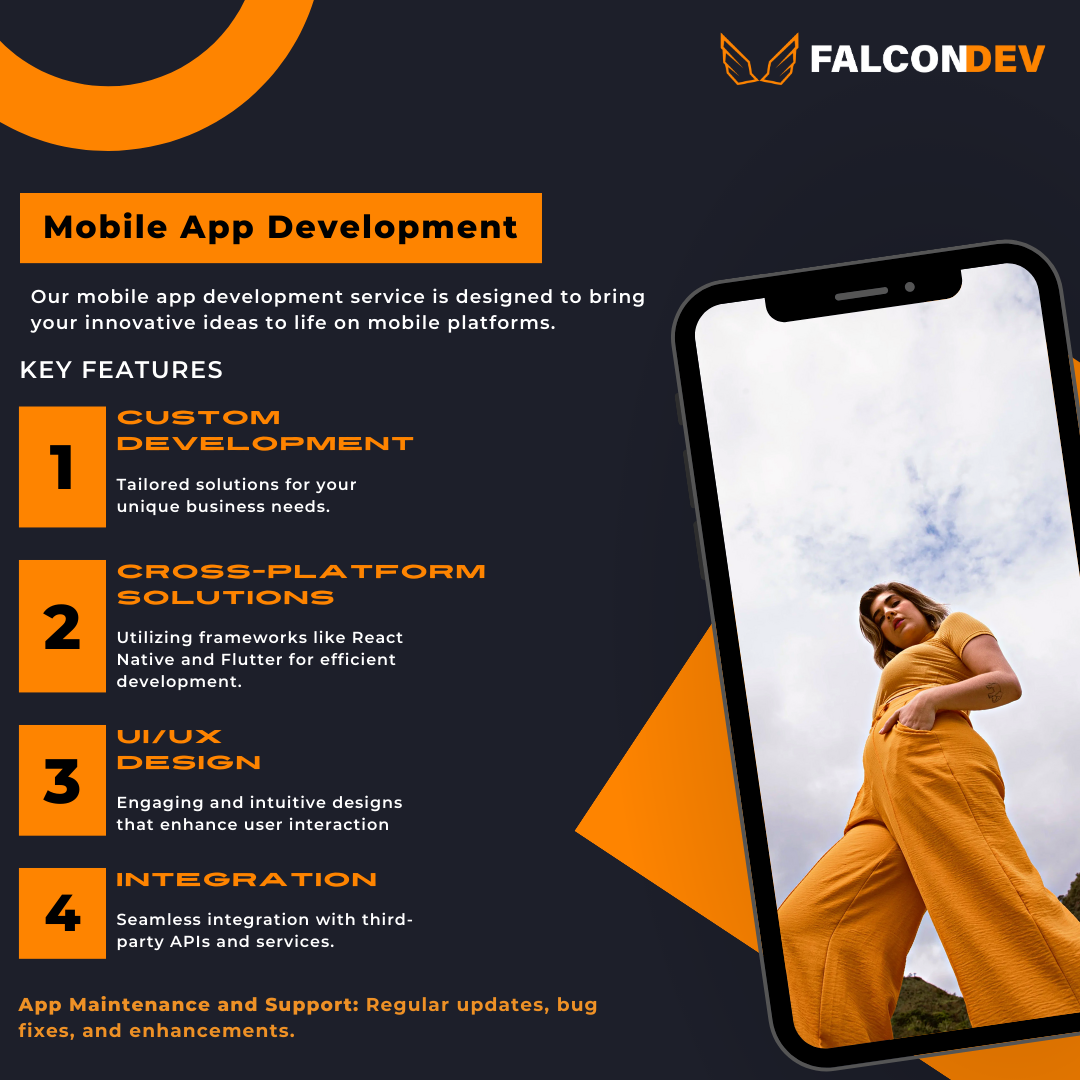 FALCONDEV
Mobile App Development
Our mobile app development service is designed to bring
your innovative ideas to life on mobile platforms.
KEY FEATURES
1
CUSTOM
DEVELOPMENT
Tailored solutions for your
unique business needs.
2
CROSS-PLATFORM
SOLUTIONS
Utilizing frameworks like React
Native and Flutter for efficient
development.
3
UI/UX
DESIGN
Engaging and intuitive designs
that enhance user interaction
4
INTEGRATION
Seamless integration with third-
party APIs and services.
App Maintenance and Support: Regular updates, bug
fixes, and enhancements.